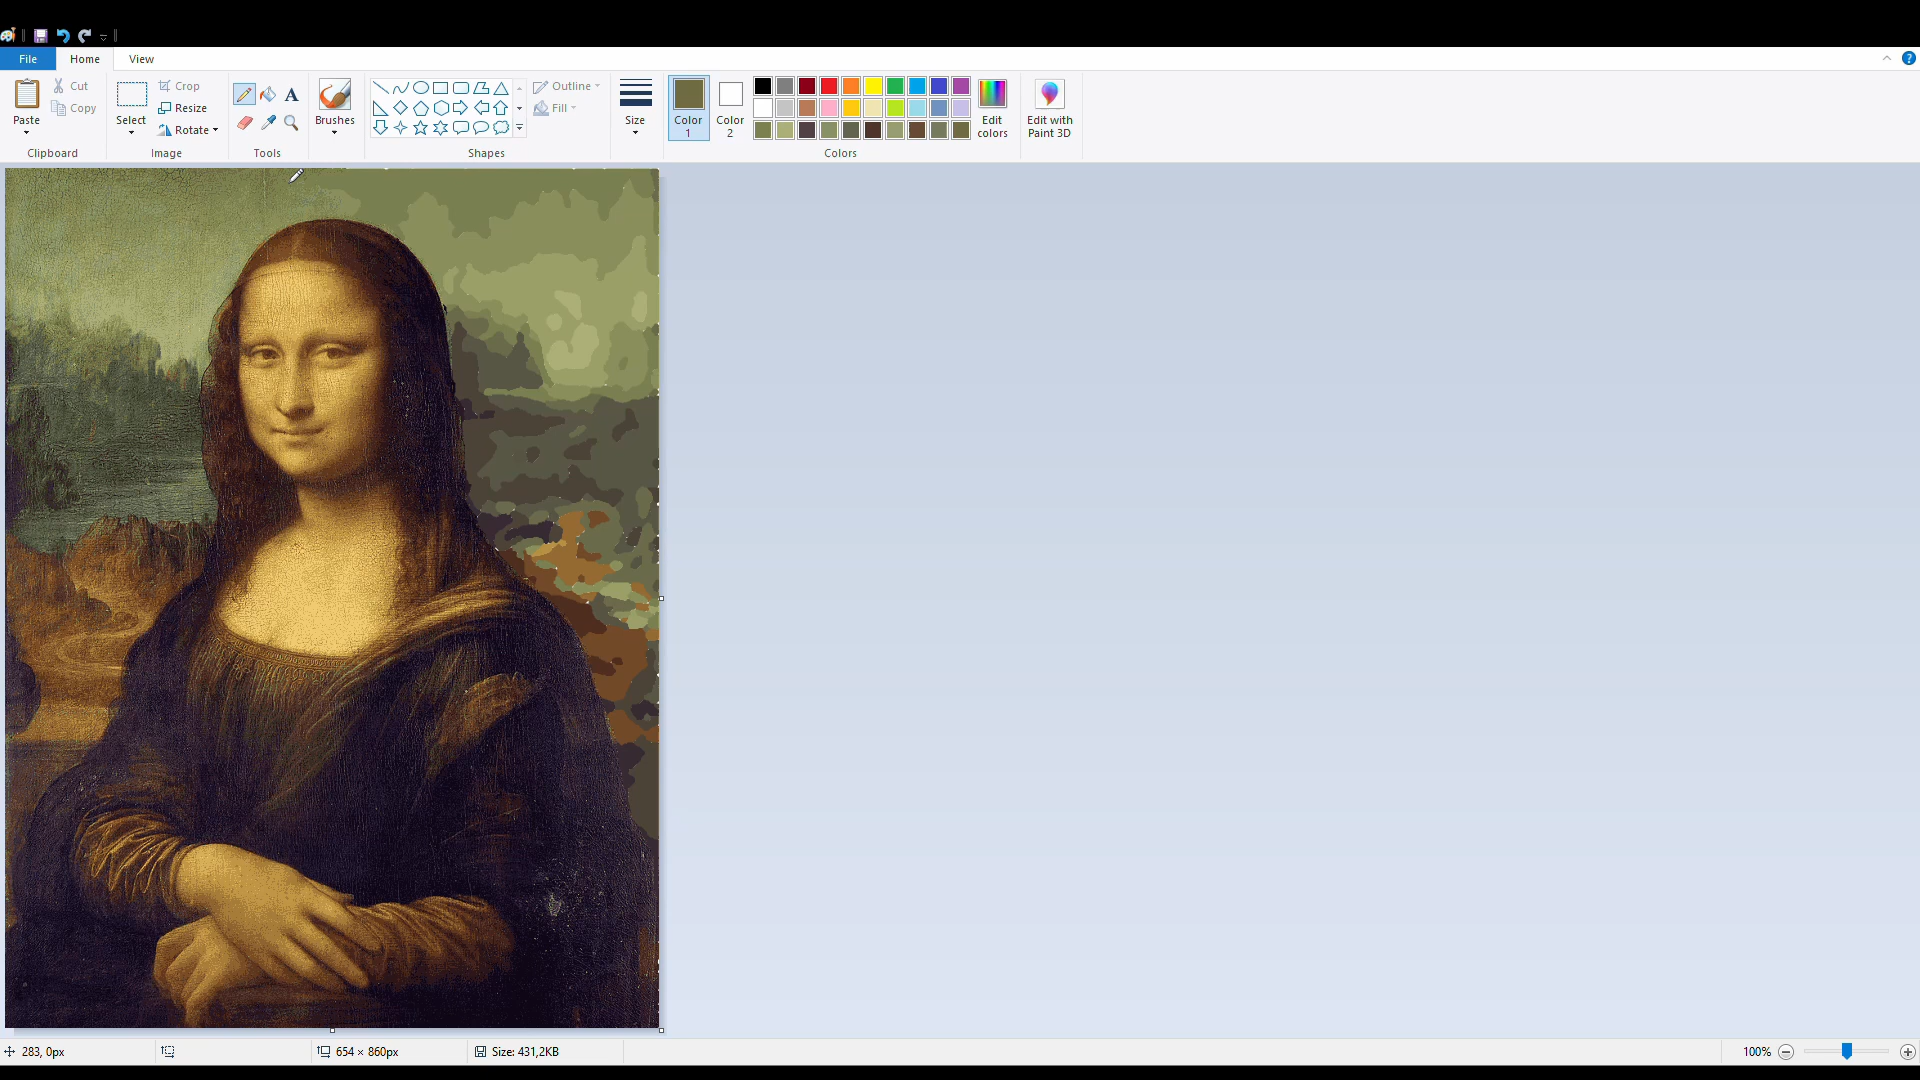 File Home View
Paste
Cut
Copy
Clipboard
Select
Crop
Resize
Rotate
Image
A
Tools
Brushes
Outline
Fill
Shapes
Size
Color 1
Color 2
Edit colors
Colors
Edit with Paint 3D
?
283, 0px
654 × 860px
Size: 431,2KB
100%